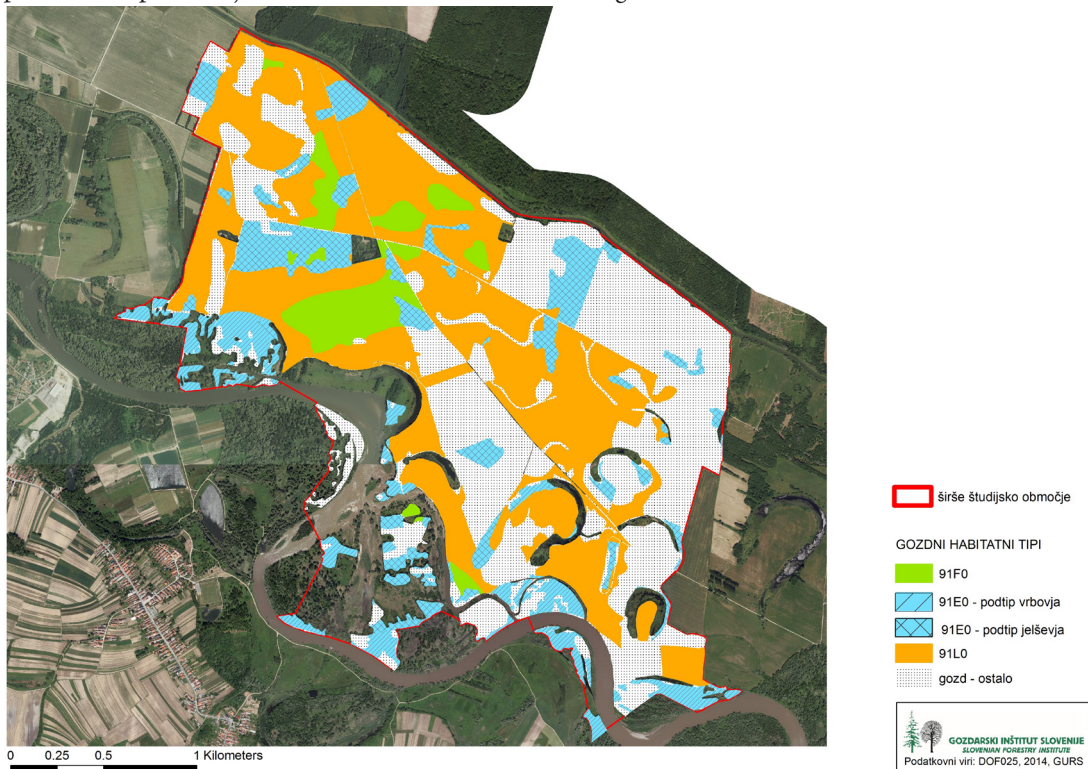 širše študijsko območje
GOZDNI HABITATNI TIPI
91F0
91E0 - podtip vrbovja
91E0 - podtip jelševja
91L0
gozd - ostalo
GOZDARSKI INŠTITUT SLOVENIJE
SLOVENIAN FORESTRY INSTITUTE
Podatkovni viri: DOF025, 2014, GURS
0 0.25 0.5 1 Kilometers